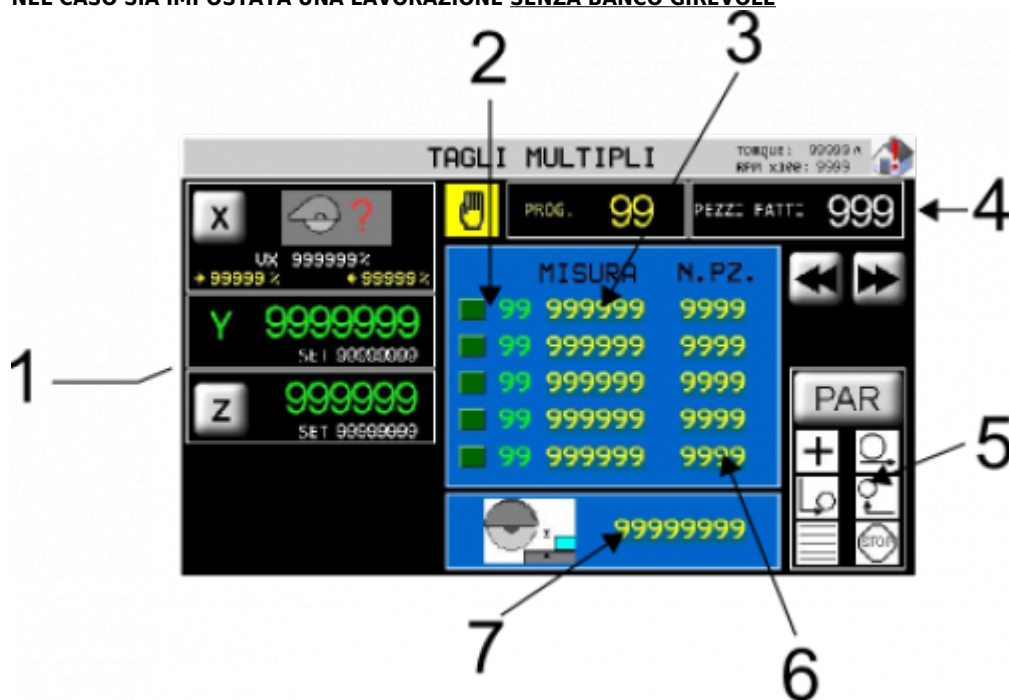 NEL CASO SIA IMPOSTATA UNA LAVORAZIONE SENZA BANCO GIREVOLE
2
3
TAGLI MULTIPLI
TORQUE: 99999 A
RPM x100: 9999
X
?
PROG. 99
PEZZI FATTI 999
4
UX 999999%
99999% 99999%
MISURA N.PZ.
Y 9999999
SET 99999999
99 999999 9999
99 999999 9999
1
Z 999999
SET 99999999
99 999999 9999
99 999999 9999
99 999999 9999
PAR
+
5
STOP
X
99999999
7
6